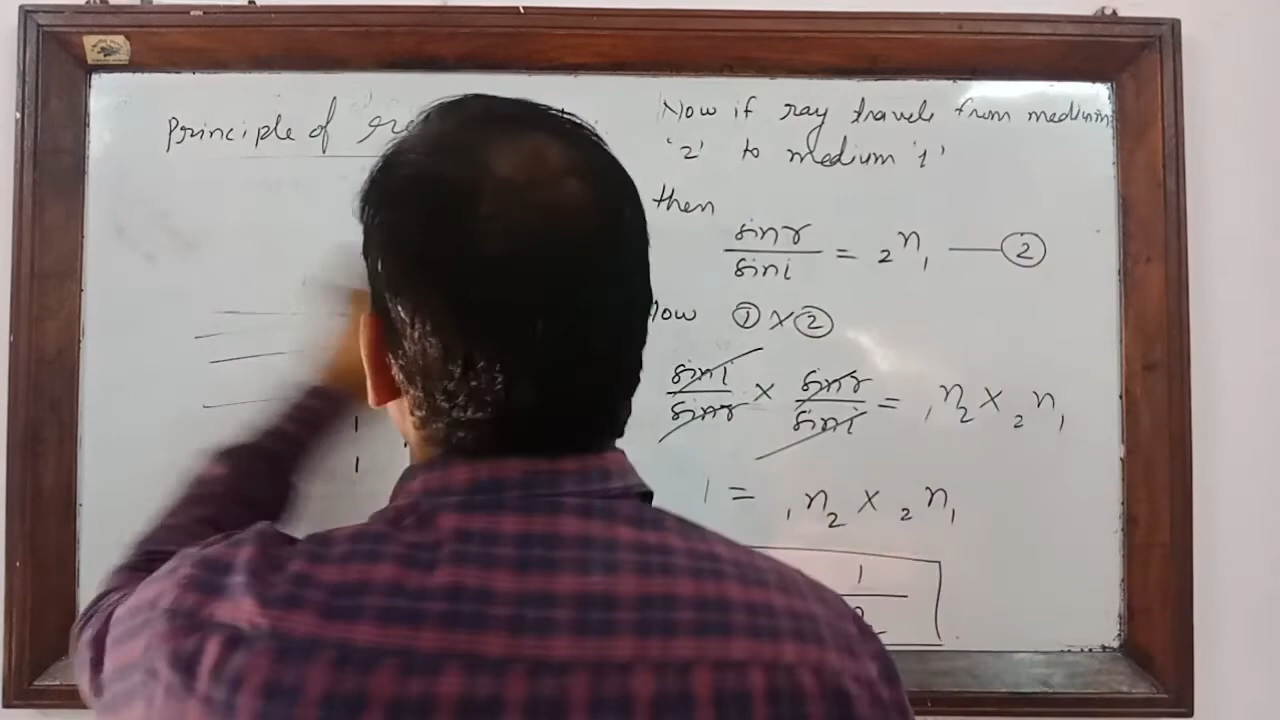 Principle of
Now if ray travels from medium
'2' to medium '1'
then
sin r / sin i = ₂n₁ — ②
Now ① × ②
sin i / sin r × sin r / sin i = ₁n₂ × ₂n₁
1 = ₁n₂ × ₂n₁
1